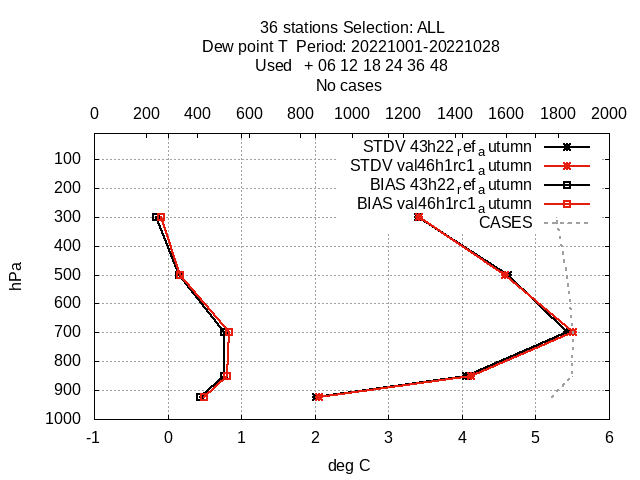 36 stations Selection: ALL
Dew point T  Period: 20221001-20221028
Used   + 06 12 18 24 36 48
No cases
0 200 400 600 800 1000 1200 1400 1600 1800 2000
STDV 43h22_ref_autumn
STDV val46h1rc1_autumn
BIAS 43h22_ref_autumn
BIAS val46h1rc1_autumn
CASES
100
200
300
400
500
600
700
800
900
1000
hPa
-1 0 1 2 3 4 5 6
deg C